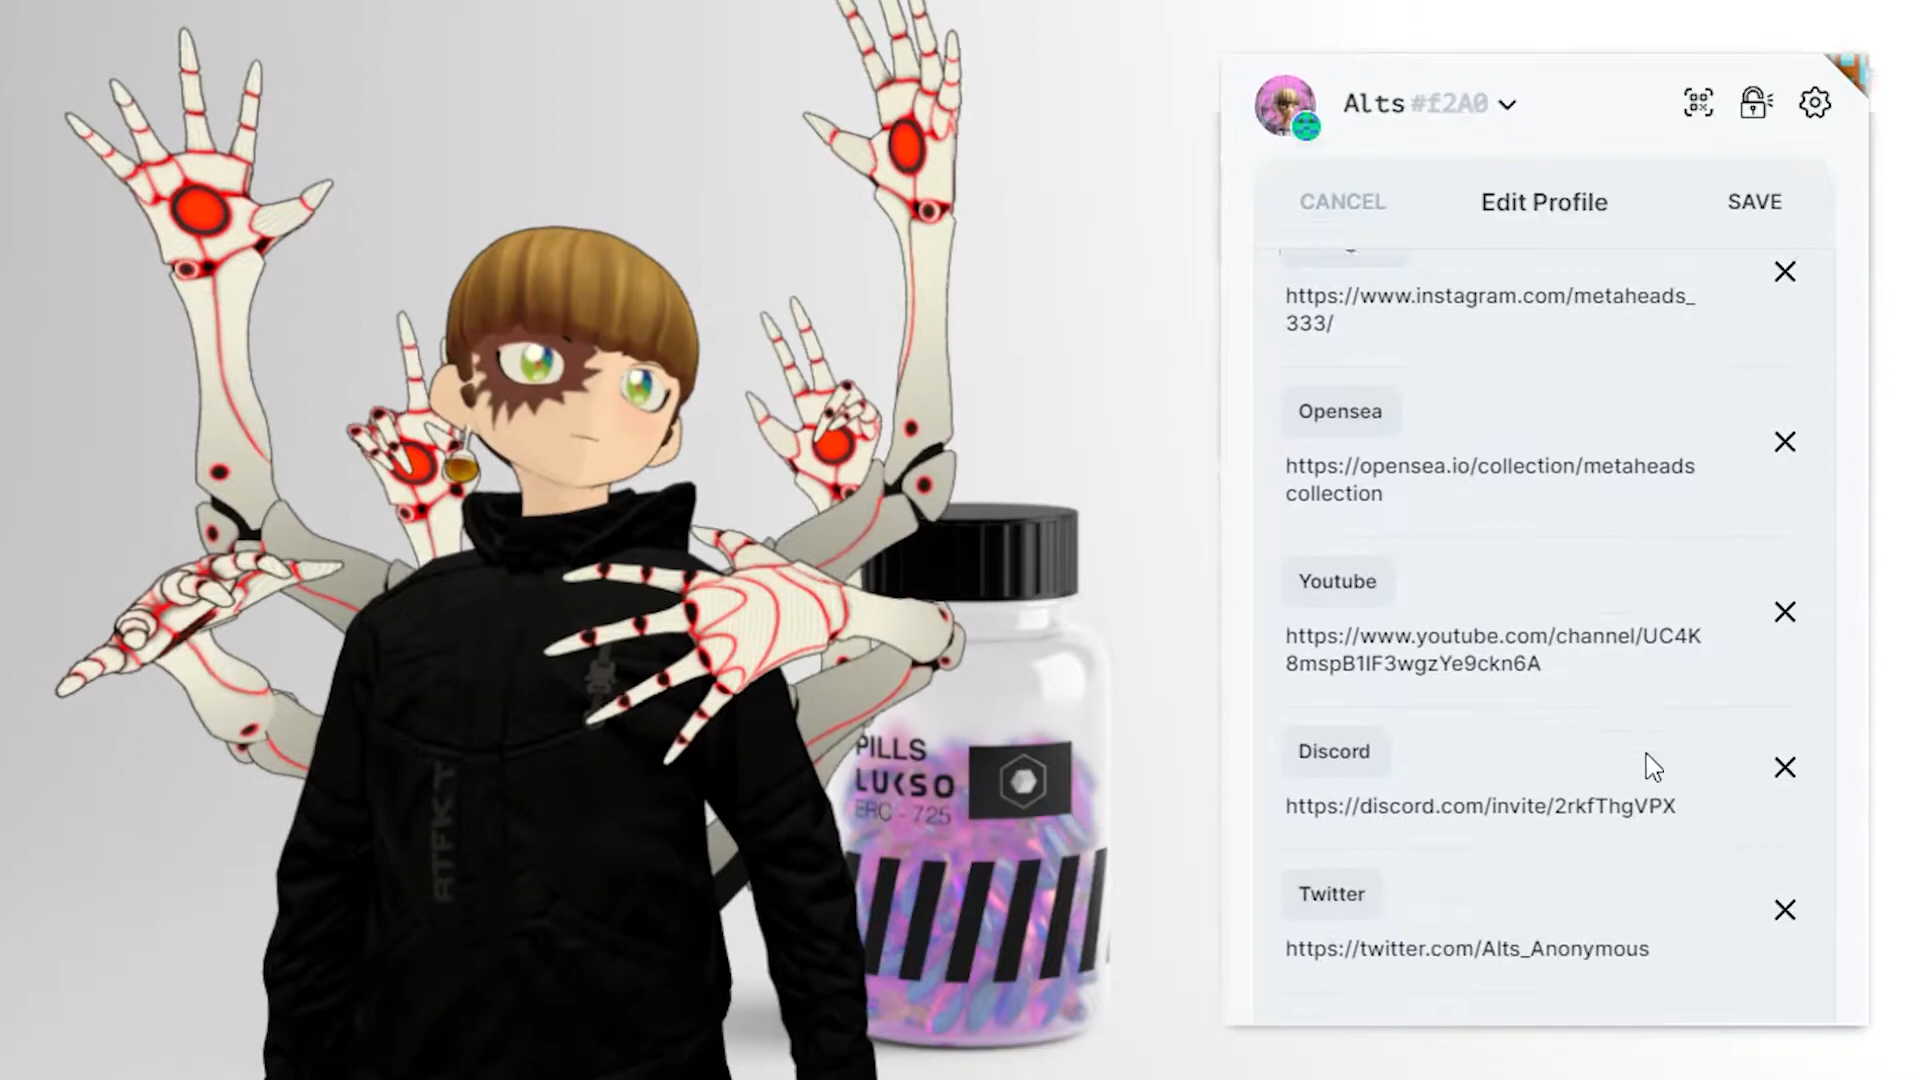 Alts #f2A0
CANCEL
Edit Profile
SAVE
https://www.instagram.com/metaheads_
333/
Opensea
https://opensea.io/collection/metaheads
collection
Youtube
https://www.youtube.com/channel/UC4K
8mspB1IF3wgzYe9ckn6A
Discord
https://discord.com/invite/2rkfThgVPX
Twitter
https://twitter.com/Alts_Anonymous
PILLS
LUKSO
ERC - 725
RTFKT